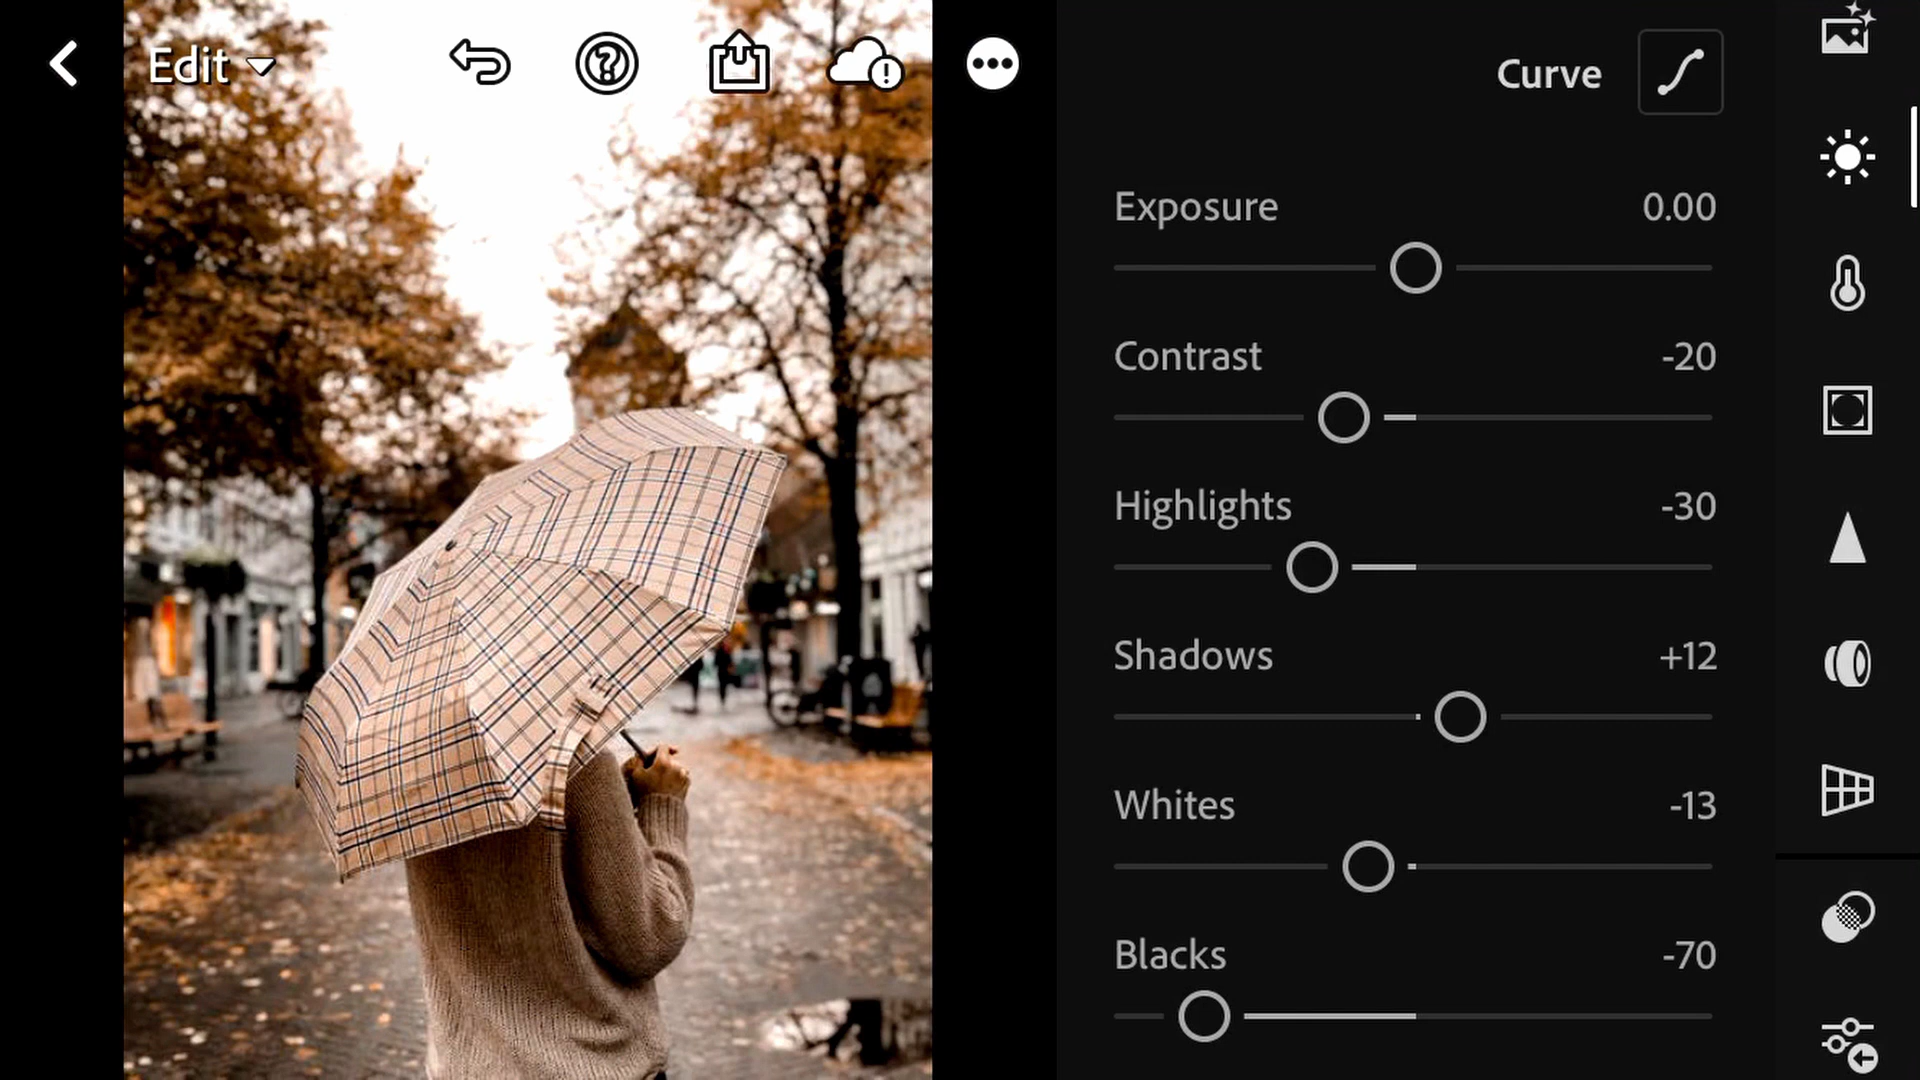 Edit
Curve
Exposure 0.00
Contrast -20
Highlights -30
Shadows +12
Whites -13
Blacks -70